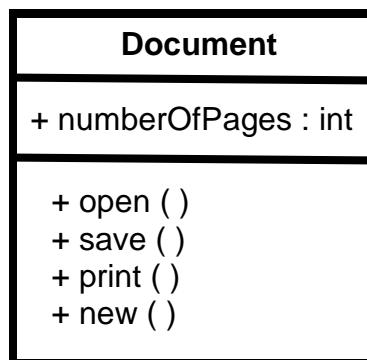 Document
+ numberOfPages : int
+ open ( )
+ save ( )
+ print ( )
+ new ( )